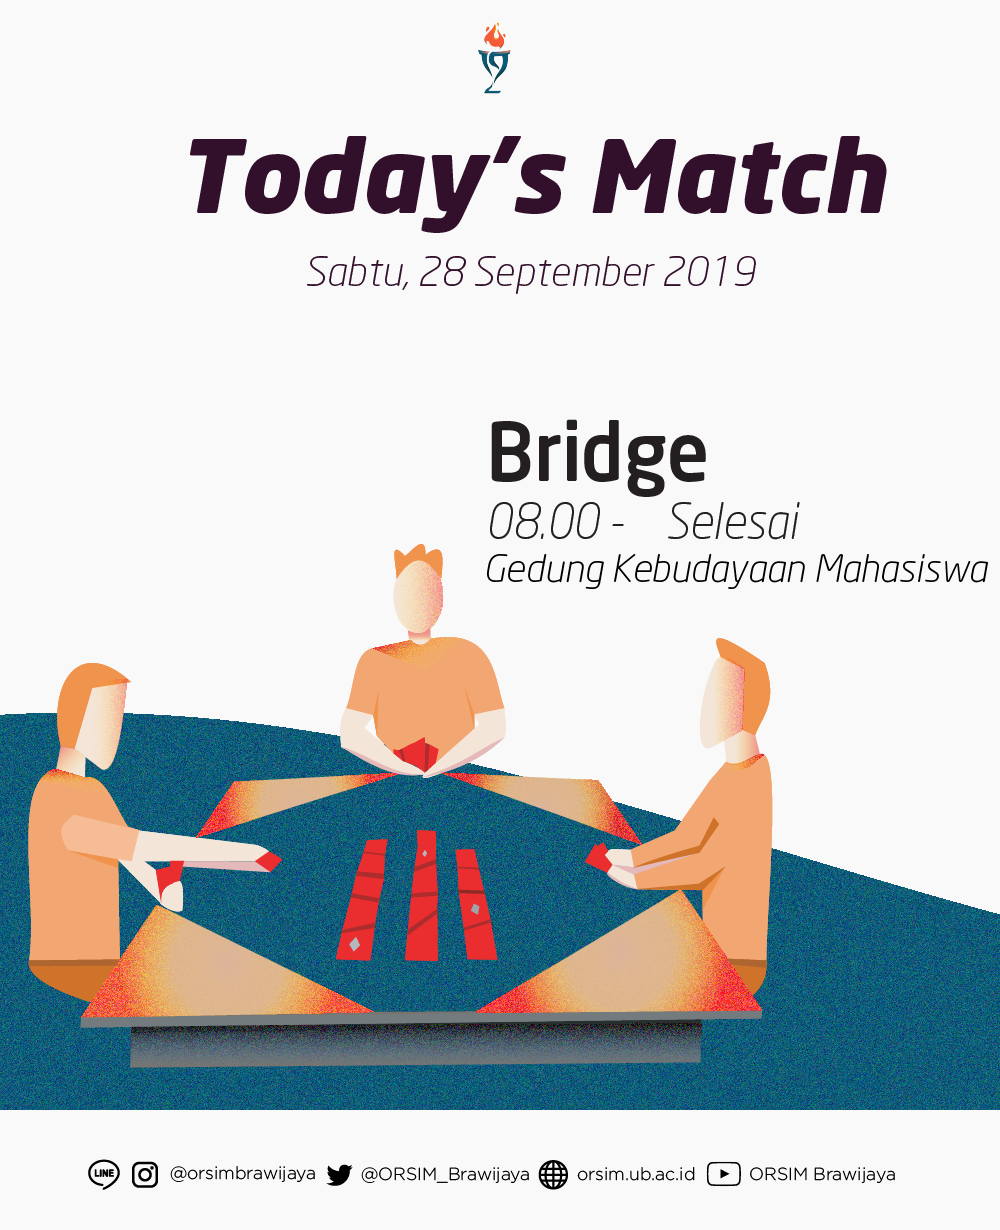 Today's Match
Sabtu, 28 September 2019
Bridge
08.00 - Selesai
Gedung Kebudayaan Mahasiswa
LINE @orsimbrawijaya @ORSIM_Brawijaya orsim.ub.ac.id ORSIM Brawijaya